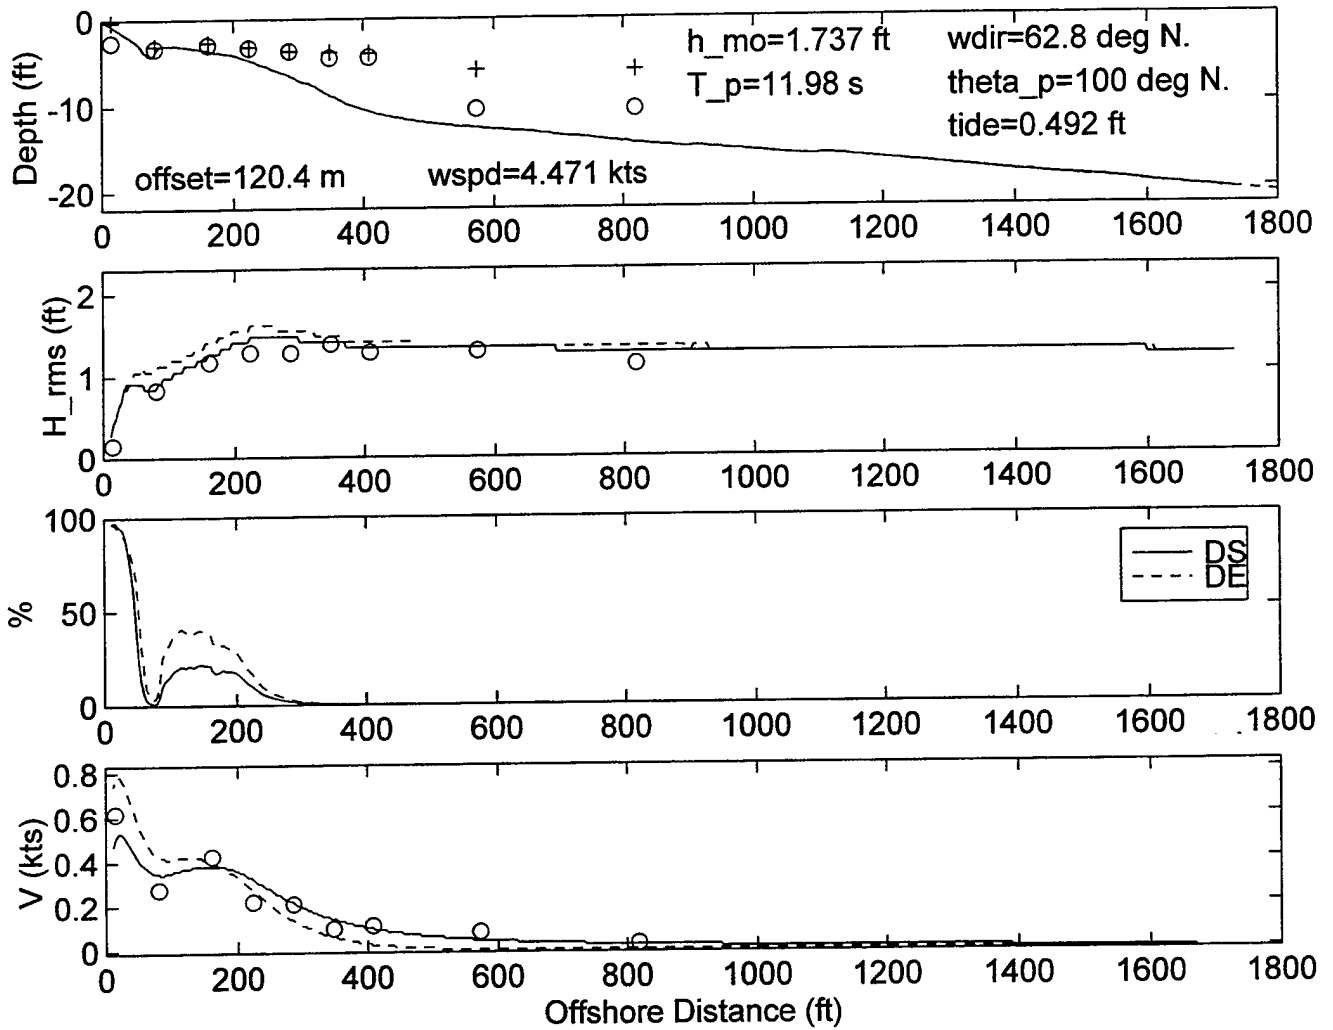 0
-10
-20
Depth (ft)
h_mo=1.737 ft
wdir=62.8 deg N.
T_p=11.98 s
theta_p=100 deg N.
tide=0.492 ft
offset=120.4 m
wspd=4.471 kts
0 200 400 600 800 1000 1200 1400 1600 1800
2
1
0
H_rms (ft)
0 200 400 600 800 1000 1200 1400 1600 1800
100
50
0
%
DS
DE
0 200 400 600 800 1000 1200 1400 1600 1800
0.8
0.6
0.4
0.2
0
V (kts)
0 200 400 600 800 1000 1200 1400 1600 1800
Offshore Distance (ft)